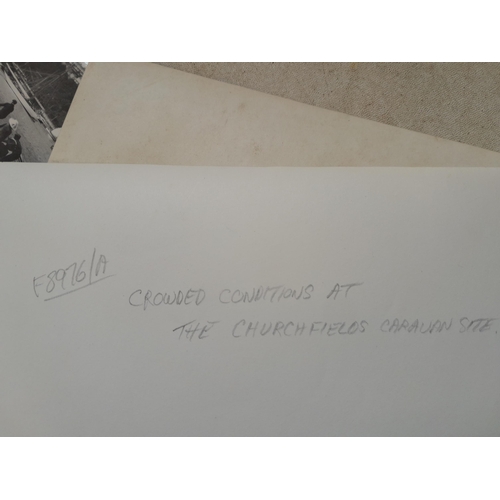 F8976/A
CROWDED CONDITIONS AT
THE CHURCHFIELDS CARAVAN SITE.